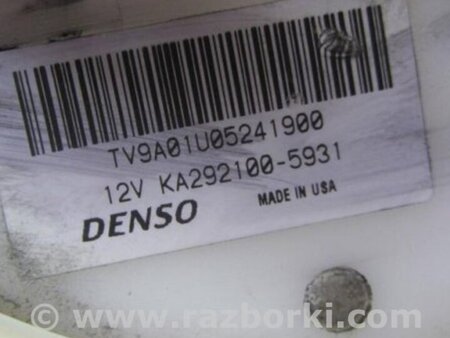 TV9A01U05241900
12V KA292100-5931
DENSO MADE IN USA
www.razborki.com